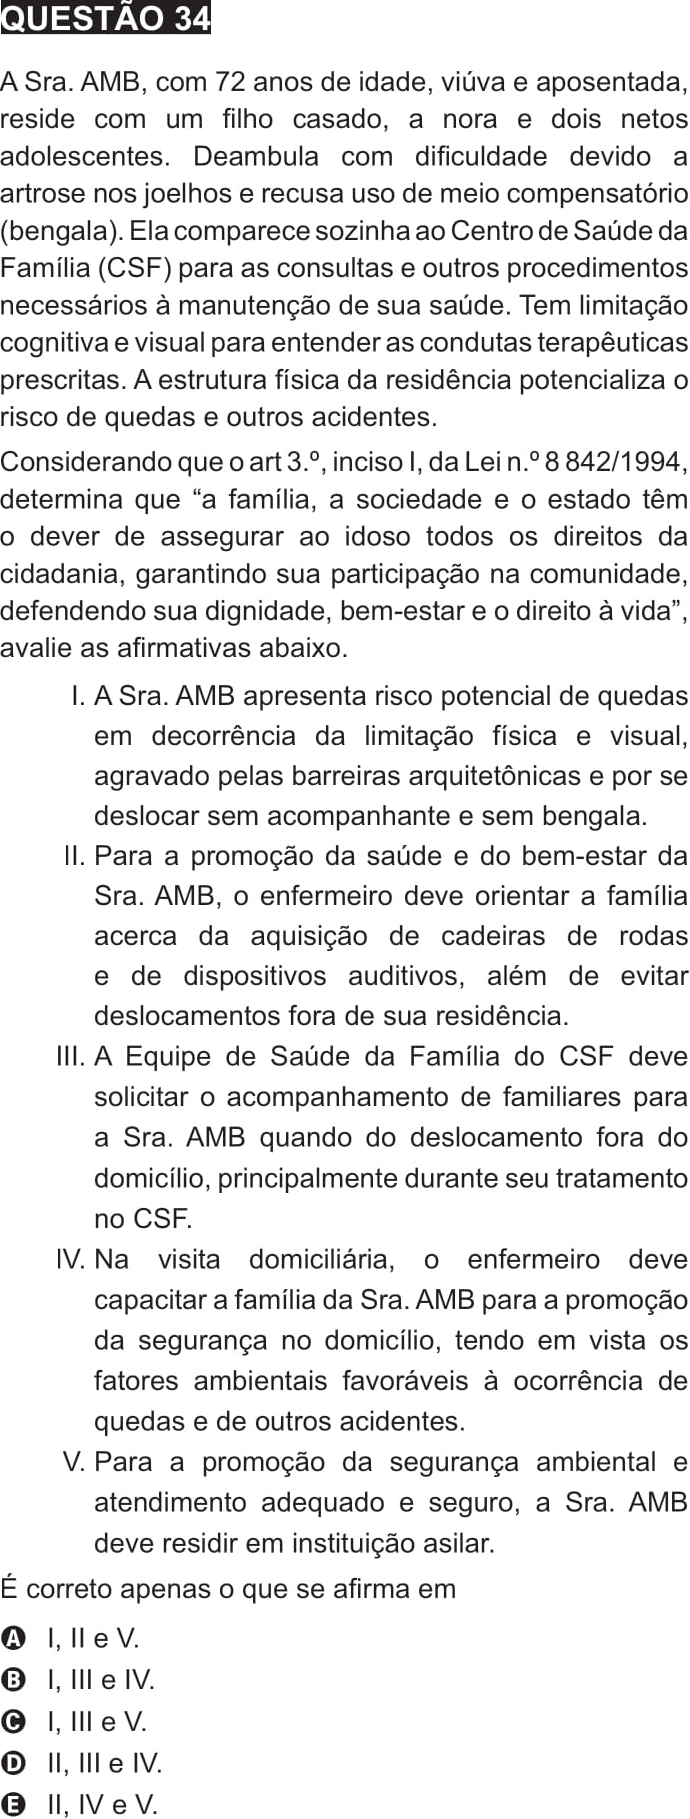 QUESTÃO 34
A Sra. AMB, com 72 anos de idade, viúva e aposentada,
reside com um filho casado, a nora e dois netos
adolescentes. Deambula com dificuldade devido a
artrose nos joelhos e recusa uso de meio compensatório
(bengala). Ela comparece sozinha ao Centro de Saúde da
Família (CSF) para as consultas e outros procedimentos
necessários à manutenção de sua saúde. Tem limitação
cognitiva e visual para entender as condutas terapêuticas
prescritas. A estrutura física da residência potencializa o
risco de quedas e outros acidentes.
Considerando que o art 3.º, inciso I, da Lei n.º 8 842/1994,
determina que “a família, a sociedade e o estado têm
o dever de assegurar ao idoso todos os direitos da
cidadania, garantindo sua participação na comunidade,
defendendo sua dignidade, bem-estar e o direito à vida”,
avalie as afirmativas abaixo.
I. A Sra. AMB apresenta risco potencial de quedas
em decorrência da limitação física e visual,
agravado pelas barreiras arquitetônicas e por se
deslocar sem acompanhante e sem bengala.
II. Para a promoção da saúde e do bem-estar da
Sra. AMB, o enfermeiro deve orientar a família
acerca da aquisição de cadeiras de rodas
e de dispositivos auditivos, além de evitar
deslocamentos fora de sua residência.
III. A Equipe de Saúde da Família do CSF deve
solicitar o acompanhamento de familiares para
a Sra. AMB quando do deslocamento fora do
domicílio, principalmente durante seu tratamento
no CSF.
IV. Na visita domiciliária, o enfermeiro deve
capacitar a família da Sra. AMB para a promoção
da segurança no domicílio, tendo em vista os
fatores ambientais favoráveis à ocorrência de
quedas e de outros acidentes.
V. Para a promoção da segurança ambiental e
atendimento adequado e seguro, a Sra. AMB
deve residir em instituição asilar.
É correto apenas o que se afirma em
A I, II e V.
B I, III e IV.
C I, III e V.
D II, III e IV.
E II, IV e V.